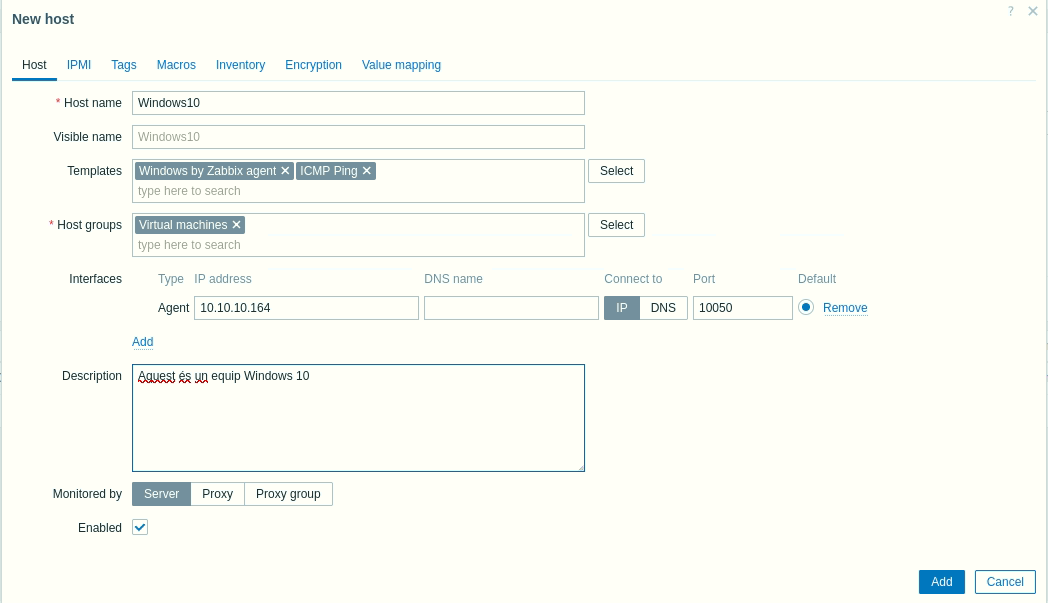 New host
?
Host IPMI Tags Macros Inventory Encryption Value mapping
* Host name Windows10
Visible name Windows10
Templates Windows by Zabbix agent ICMP Ping Select
type here to search
* Host groups Virtual machines Select
type here to search
Interfaces Type IP address DNS name Connect to Port Default
Agent 10.10.10.164 IP DNS 10050 Remove
Add
Description Aquest és un equip Windows 10
Monitored by Server Proxy Proxy group
Enabled
Add Cancel